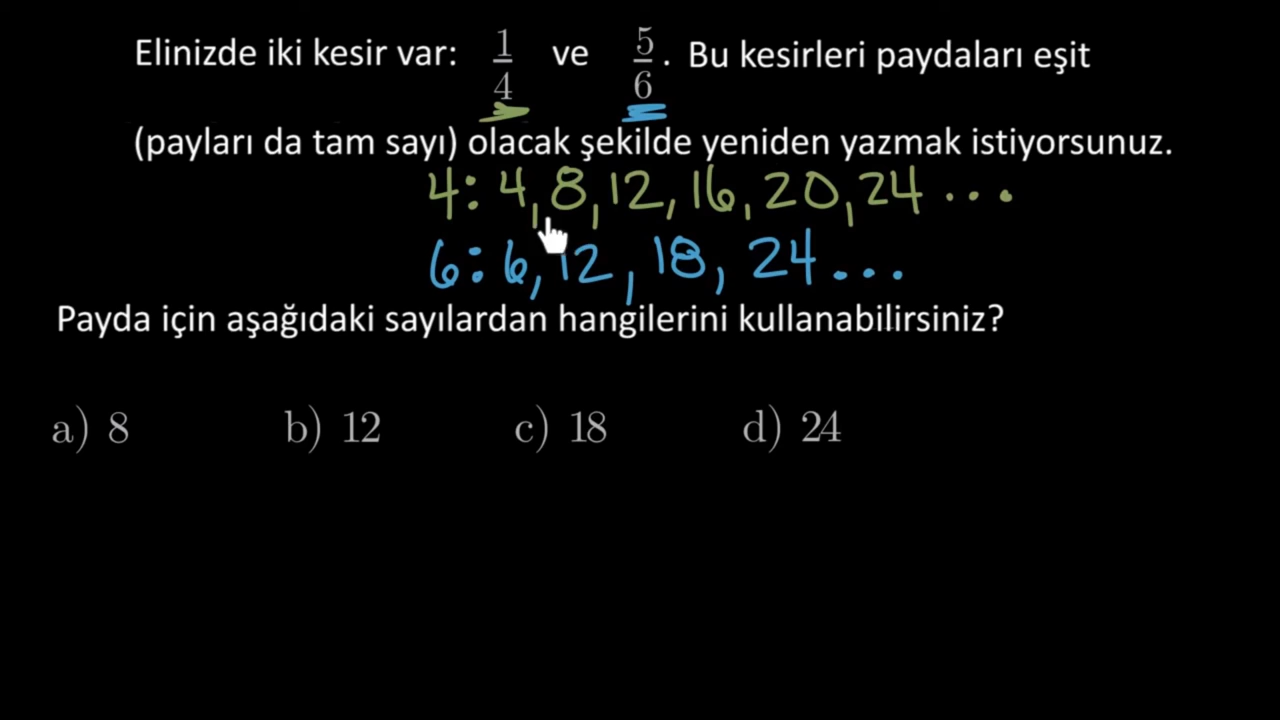 Elinizde iki kesir var: 1/4 ve 5/6. Bu kesirleri paydaları eşit
(payları da tam sayı) olacak şekilde yeniden yazmak istiyorsunuz.
4: 4, 8, 12, 16, 20, 24 ...
6: 6, 12, 18, 24 ...
Payda için aşağıdaki sayılardan hangilerini kullanabilirsiniz?
a) 8 b) 12 c) 18 d) 24